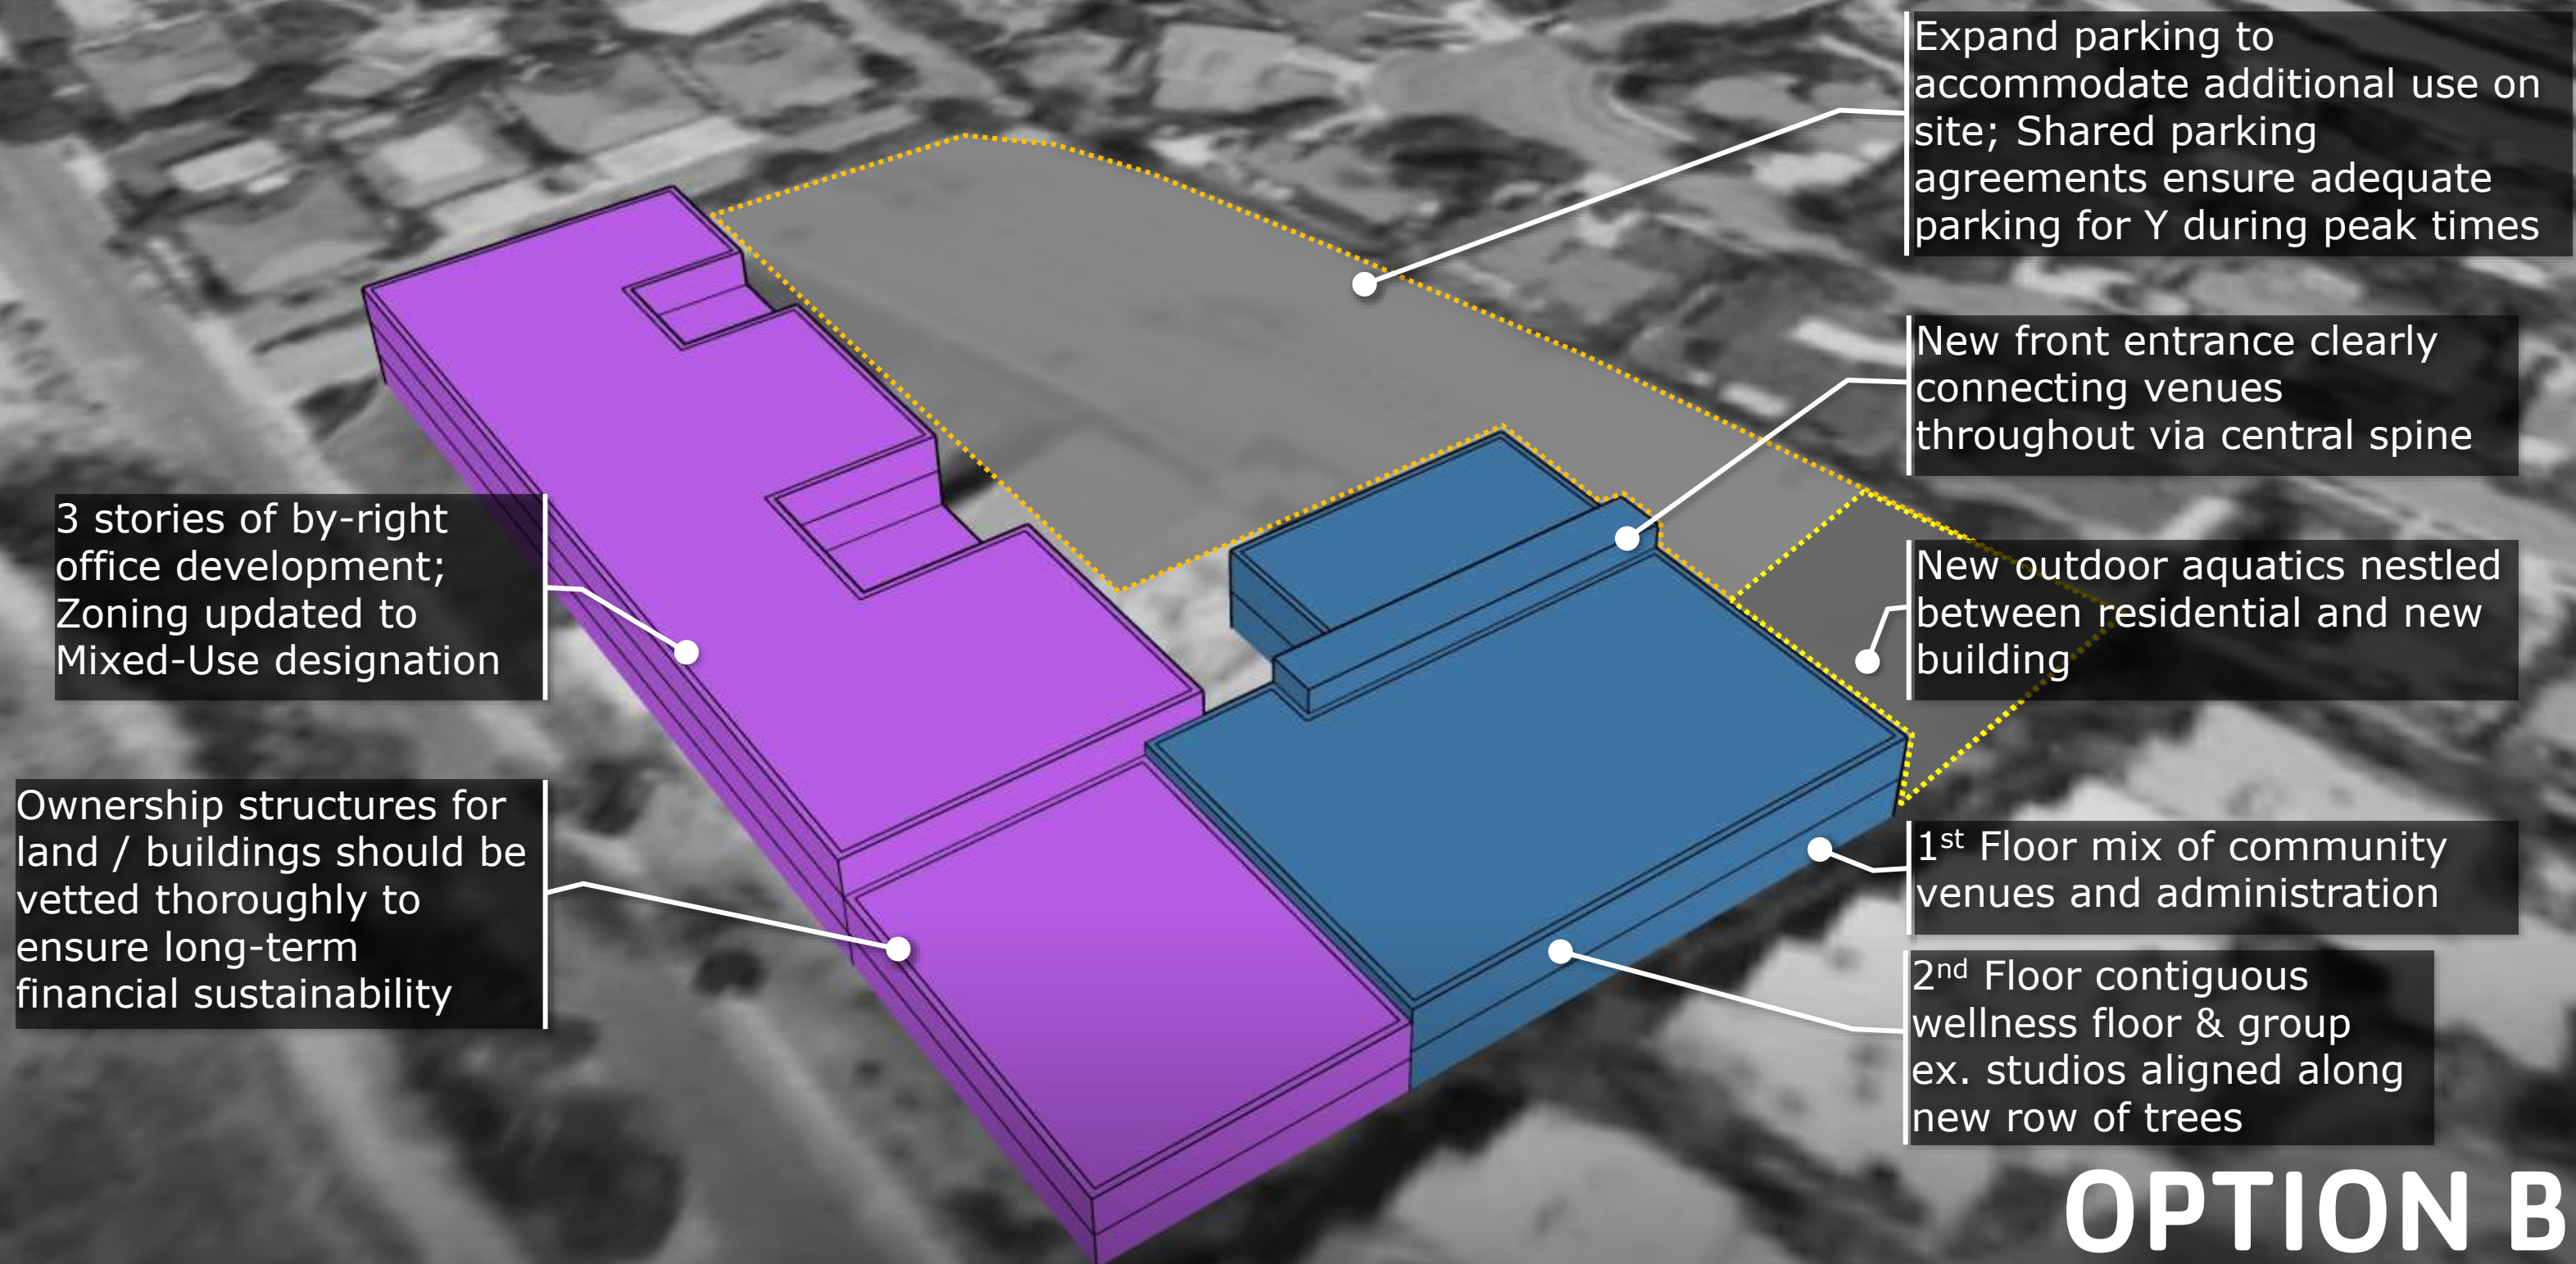 Expand parking to
accommodate additional use on
site; Shared parking
agreements ensure adequate
parking for Y during peak times
New front entrance clearly
connecting venues
throughout via central spine
3 stories of by-right
office development;
Zoning updated to
Mixed-Use designation
New outdoor aquatics nestled
between residential and new
building
Ownership structures for
land / buildings should be
vetted thoroughly to
ensure long-term
financial sustainability
1st Floor mix of community
venues and administration
2nd Floor contiguous
wellness floor & group
ex. studios aligned along
new row of trees
OPTION B